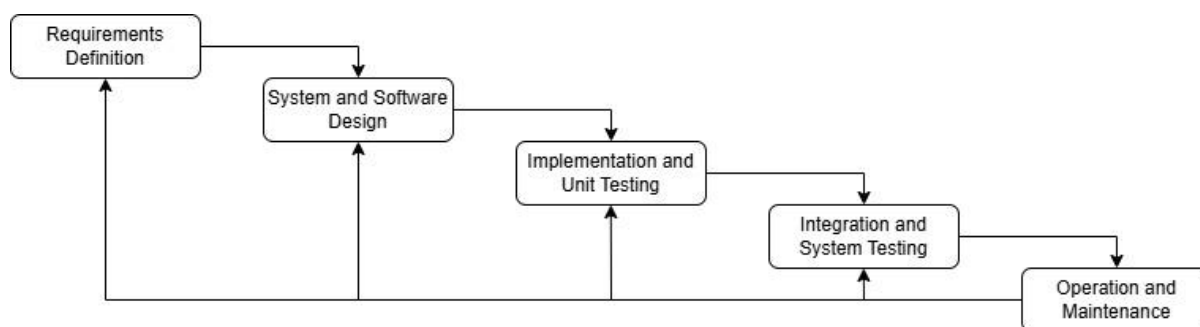 Requirements
Definition
System and Software
Design
Implementation and
Unit Testing
Integration and
System Testing
Operation and
Maintenance